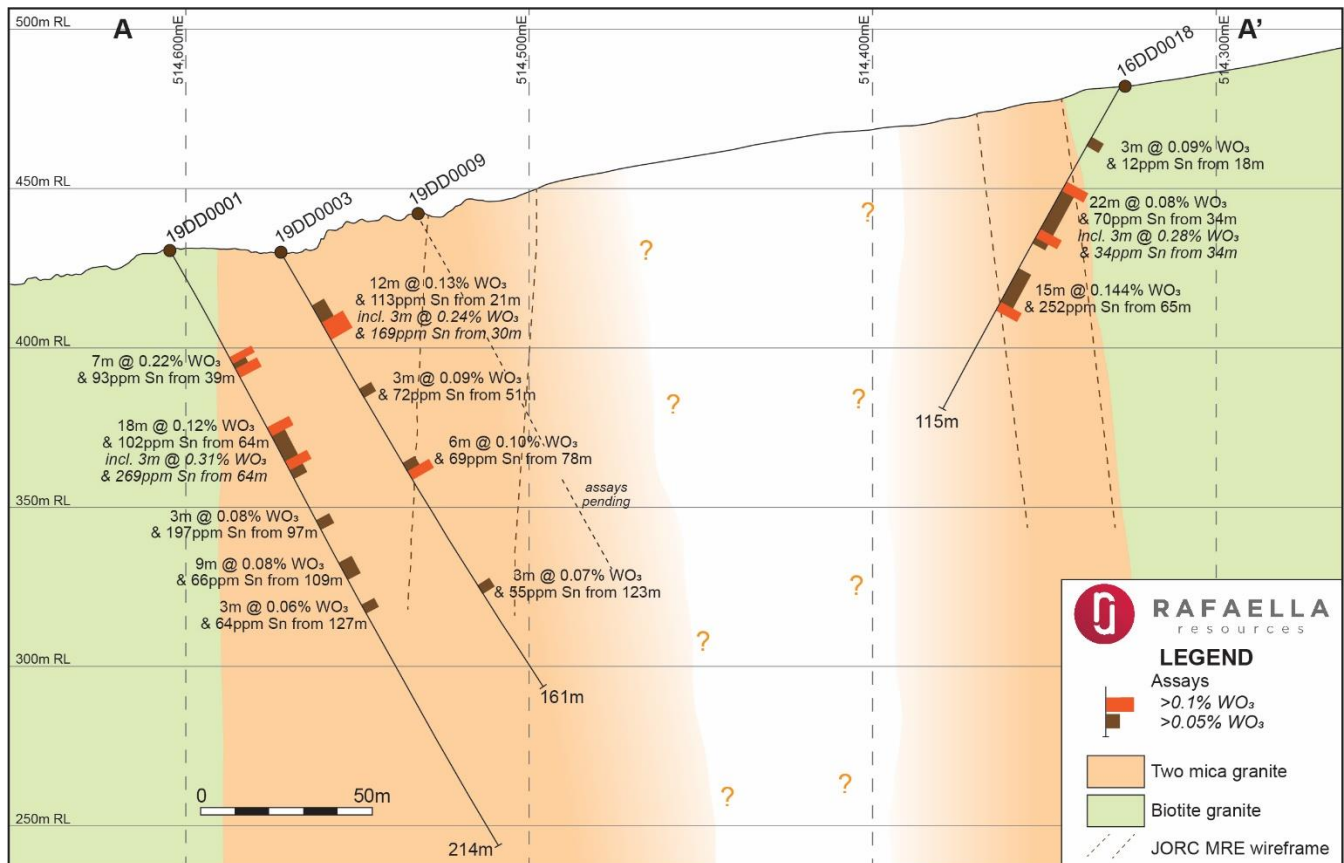 500m RL
A
514,600mE
514,500mE
514,400mE
A'
514,300mE
16DD0018
450m RL
19DD0001
19DD0003
19DD0009
3m @ 0.09% WO₃
& 12ppm Sn from 18m
22m @ 0.08% WO₃
& 70ppm Sn from 34m
Incl. 3m @ 0.28% WO₃
& 34ppm Sn from 34m
15m @ 0.144% WO₃
& 252ppm Sn from 65m
115m
12m @ 0.13% WO₃
& 113ppm Sn from 21m
incl. 3m @ 0.24% WO₃
& 169ppm Sn from 30m
400m RL
7m @ 0.22% WO₃
& 93ppm Sn from 39m
3m @ 0.09% WO₃
& 72ppm Sn from 51m
18m @ 0.12% WO₃
& 102ppm Sn from 64m
incl. 3m @ 0.31% WO₃
& 269ppm Sn from 64m
6m @ 0.10% WO₃
& 69ppm Sn from 78m
350m RL
assays
pending
3m @ 0.08% WO₃
& 197ppm Sn from 97m
9m @ 0.08% WO₃
& 66ppm Sn from 109m
3m @ 0.07% WO₃
& 55ppm Sn from 123m
3m @ 0.06% WO₃
& 64ppm Sn from 127m
300m RL
161m
250m RL
214m
0 50m
?
?
?
?
?
?
?
?
RAFAELLA
resources
LEGEND
Assays
>0.1% WO₃
>0.05% WO₃
Two mica granite
Biotite granite
JORC MRE wireframe